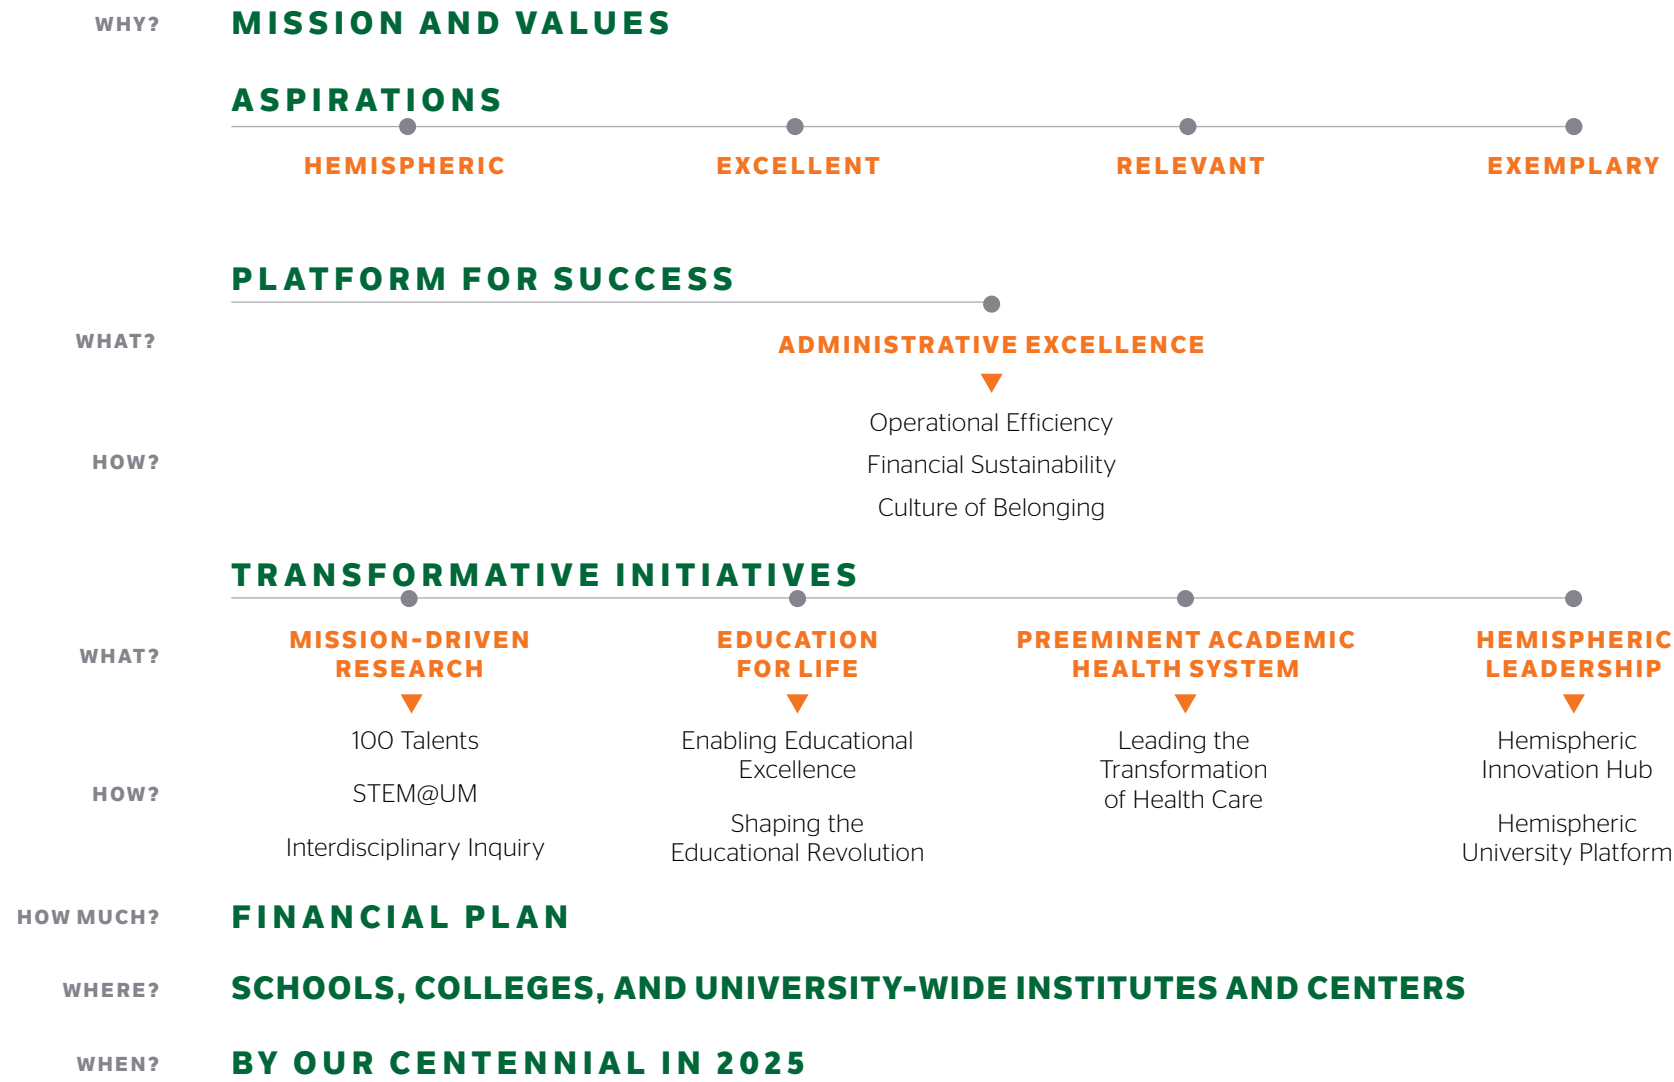 WHY? MISSION AND VALUES
ASPIRATIONS
HEMISPHERIC EXCELLENT RELEVANT EXEMPLARY
PLATFORM FOR SUCCESS
WHAT? ADMINISTRATIVE EXCELLENCE
Operational Efficiency
HOW? Financial Sustainability
Culture of Belonging
TRANSFORMATIVE INITIATIVES
WHAT?
MISSION-DRIVEN
RESEARCH
EDUCATION
FOR LIFE
PREEMINENT ACADEMIC
HEALTH SYSTEM
HEMISPHERIC
LEADERSHIP
HOW?
100 Talents
STEM@UM
Interdisciplinary Inquiry
Enabling Educational
Excellence
Shaping the
Educational Revolution
Leading the
Transformation
of Health Care
Hemispheric
Innovation Hub
Hemispheric
University Platform
HOW MUCH? FINANCIAL PLAN
WHERE? SCHOOLS, COLLEGES, AND UNIVERSITY-WIDE INSTITUTES AND CENTERS
WHEN? BY OUR CENTENNIAL IN 2025